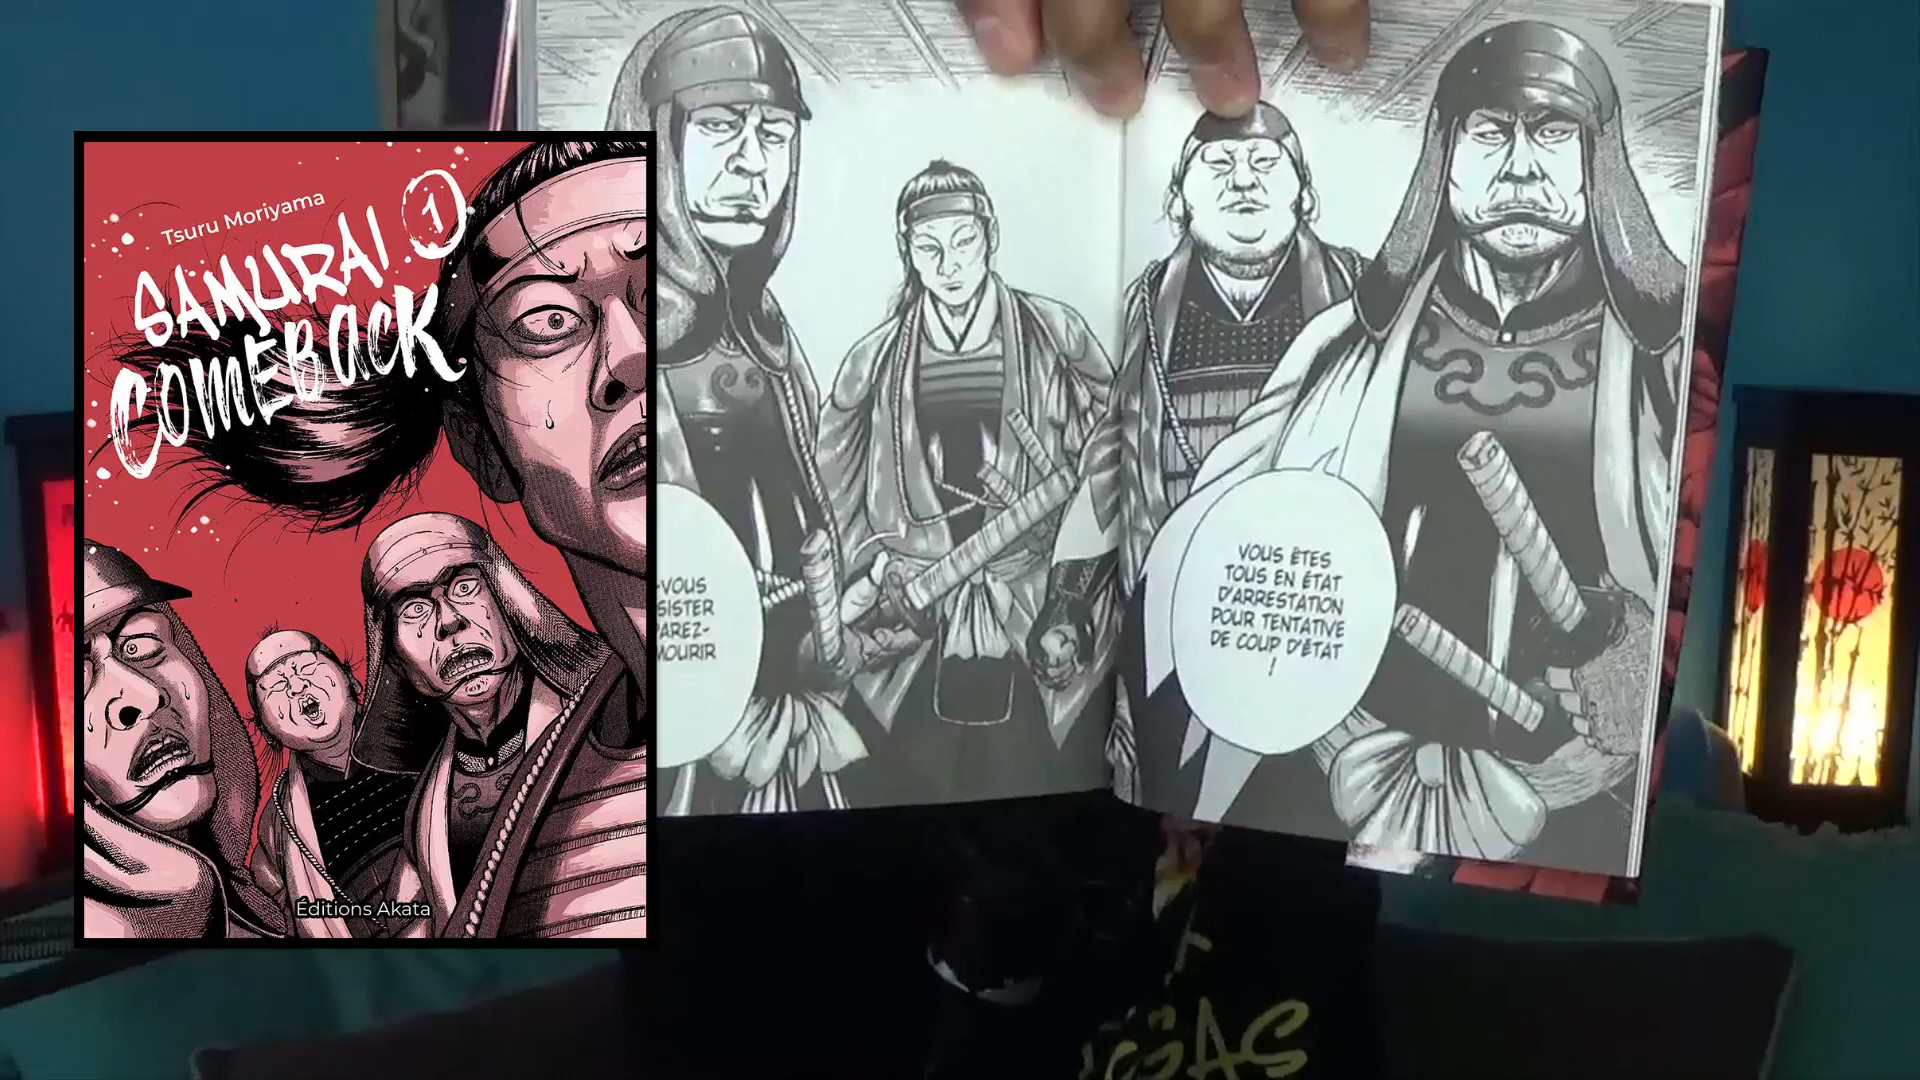 Tsuru Moriyama
1
SAMURAI
COMEBACK
Éditions Akata
-VOUS
SISTER
MOURIR
VOUS ÊTES
TOUS EN ÉTAT
D'ARRESTATION
POUR TENTATIVE
DE COUP D'ÉTAT
!